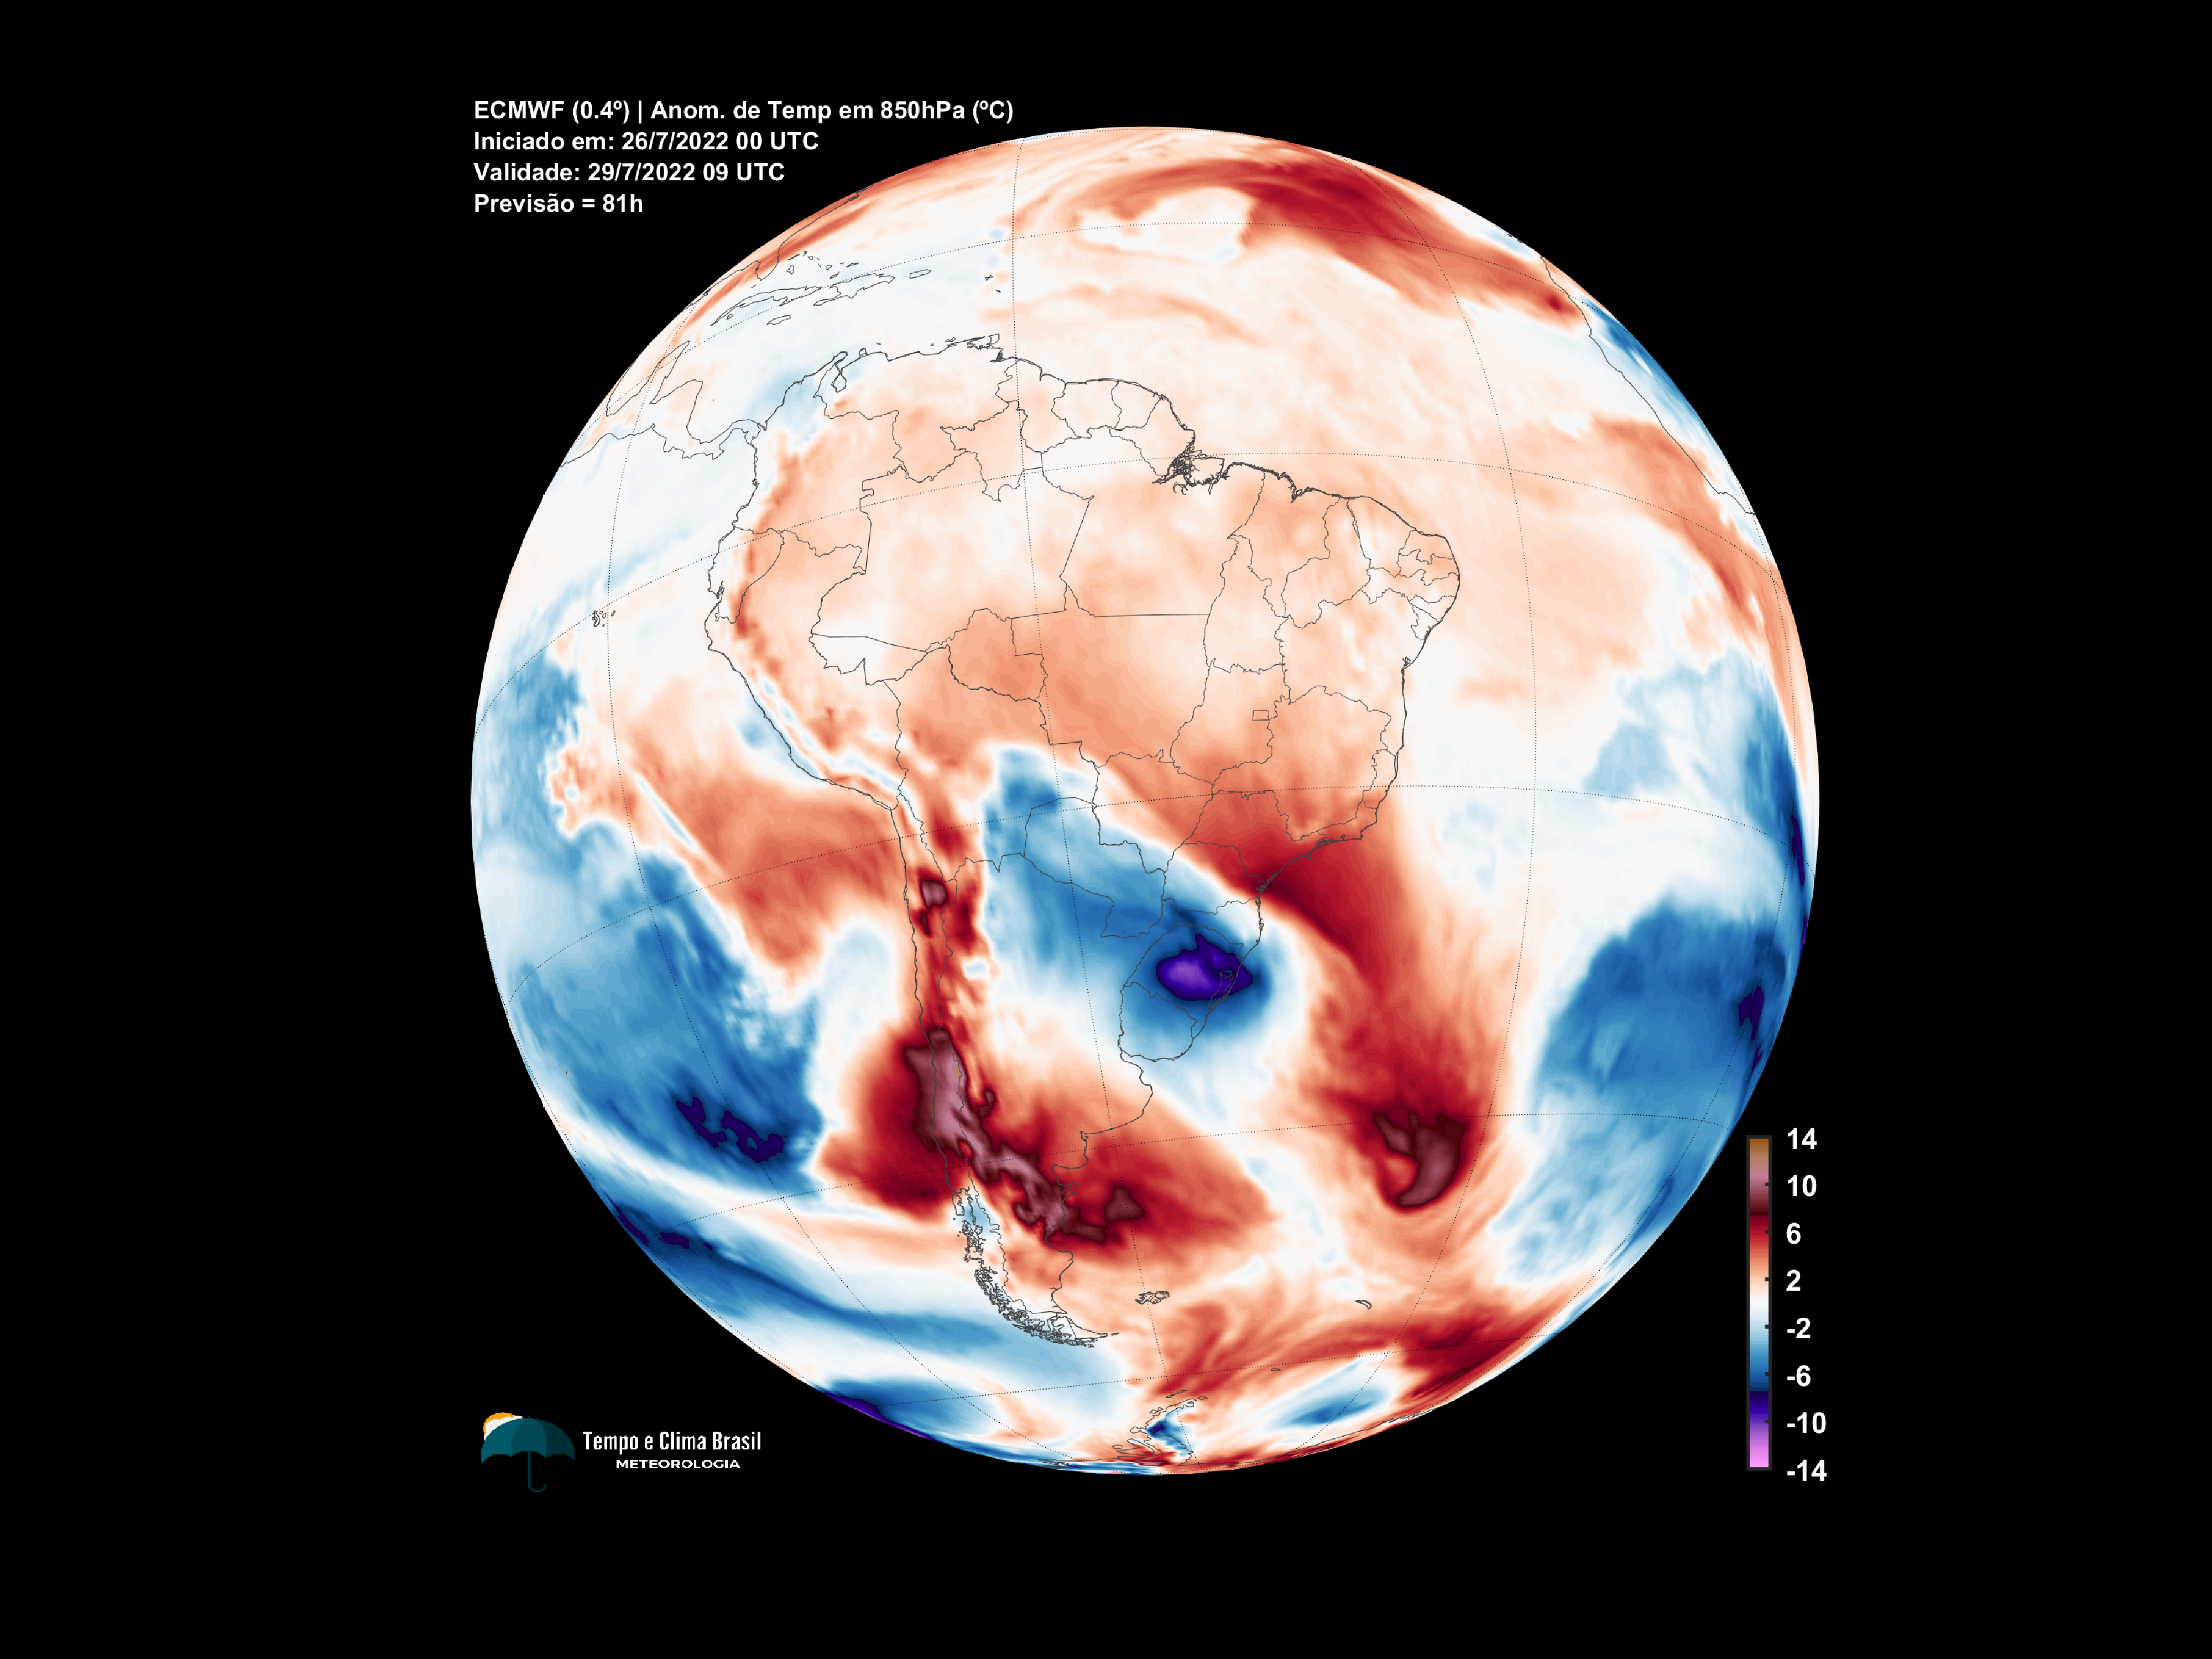 ECMWF (0.4º) | Anom. de Temp em 850hPa (ºC)
Iniciado em: 26/7/2022 00 UTC
Validade: 29/7/2022 09 UTC
Previsão = 81h
14
10
6
2
-2
-6
-10
-14
Tempo e Clima Brasil
METEOROLOGIA